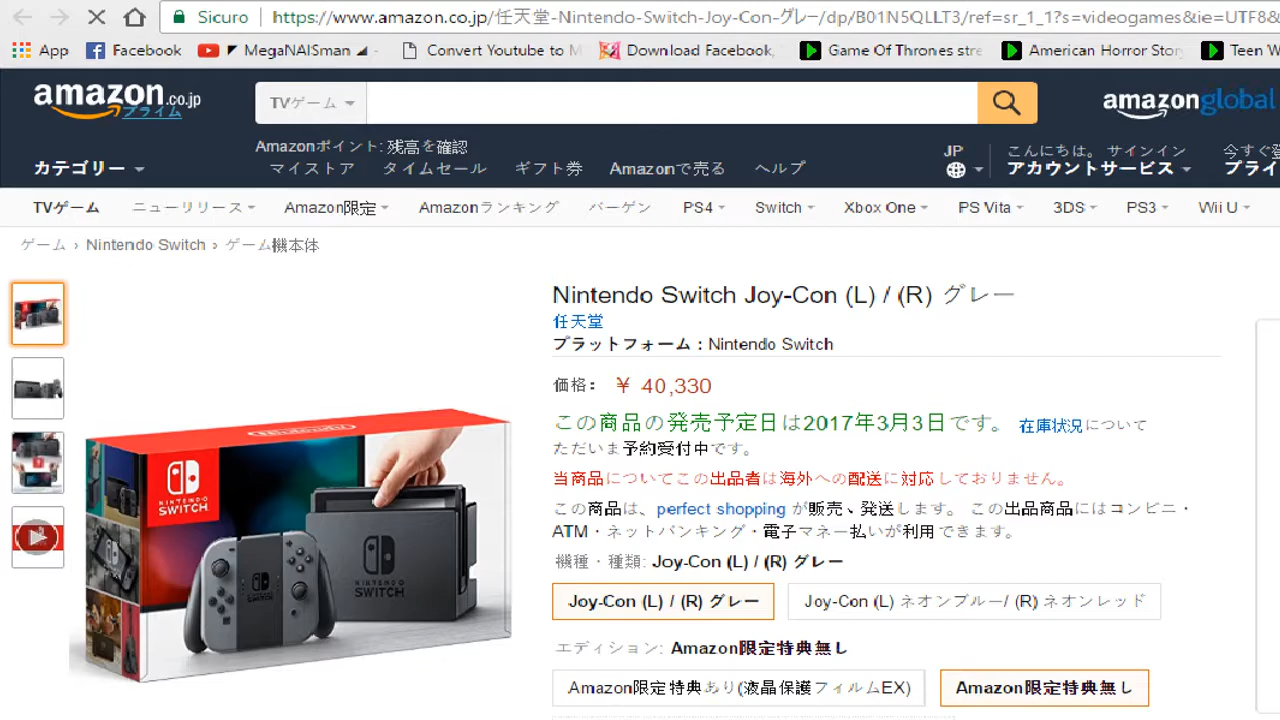 Sicuro
https://www.amazon.co.jp/任天堂-Nintendo-Switch-Joy-Con-グレー/dp/B01N5QLLT3/ref=sr_1_1?s=videogames&ie=UTF8&
App Facebook MegaNAISman Convert Youtube to M Download Facebook, Game Of Thrones stre American Horror Stor Teen W
amazon.co.jp
プライム
TVゲーム
amazonglobal
Amazonポイント: 残高を確認
カテゴリー マイストア タイムセール ギフト券 Amazonで売る ヘルプ
JP こんにちは。 サインイン 今すぐ登
アカウントサービス プライ
TVゲーム ニューリリース Amazon限定 Amazonランキング バーゲン PS4 Switch Xbox One PS Vita 3DS PS3 Wii U
ゲーム › Nintendo Switch › ゲーム機本体
Nintendo Switch Joy-Con (L) / (R) グレー
任天堂
プラットフォーム : Nintendo Switch
価格: ￥ 40,330
この商品の発売予定日は2017年3月3日です。 在庫状況について
ただいま予約受付中です。
当商品についてこの出品者は海外への配送に対応しておりません。
この商品は、 perfect shopping が販売、発送します。 この出品商品にはコンビニ・
ATM・ネットバンキング・電子マネー払いが利用できます。
機種・種類: Joy-Con (L) / (R) グレー
Joy-Con (L) / (R) グレー
Joy-Con (L) ネオンブルー/ (R) ネオンレッド
エディション: Amazon限定特典無し
Amazon限定特典あり(液晶保護フィルムEX)
Amazon限定特典無し
Nintendo
NINTENDO
SWITCH
NINTENDO
SWITCH